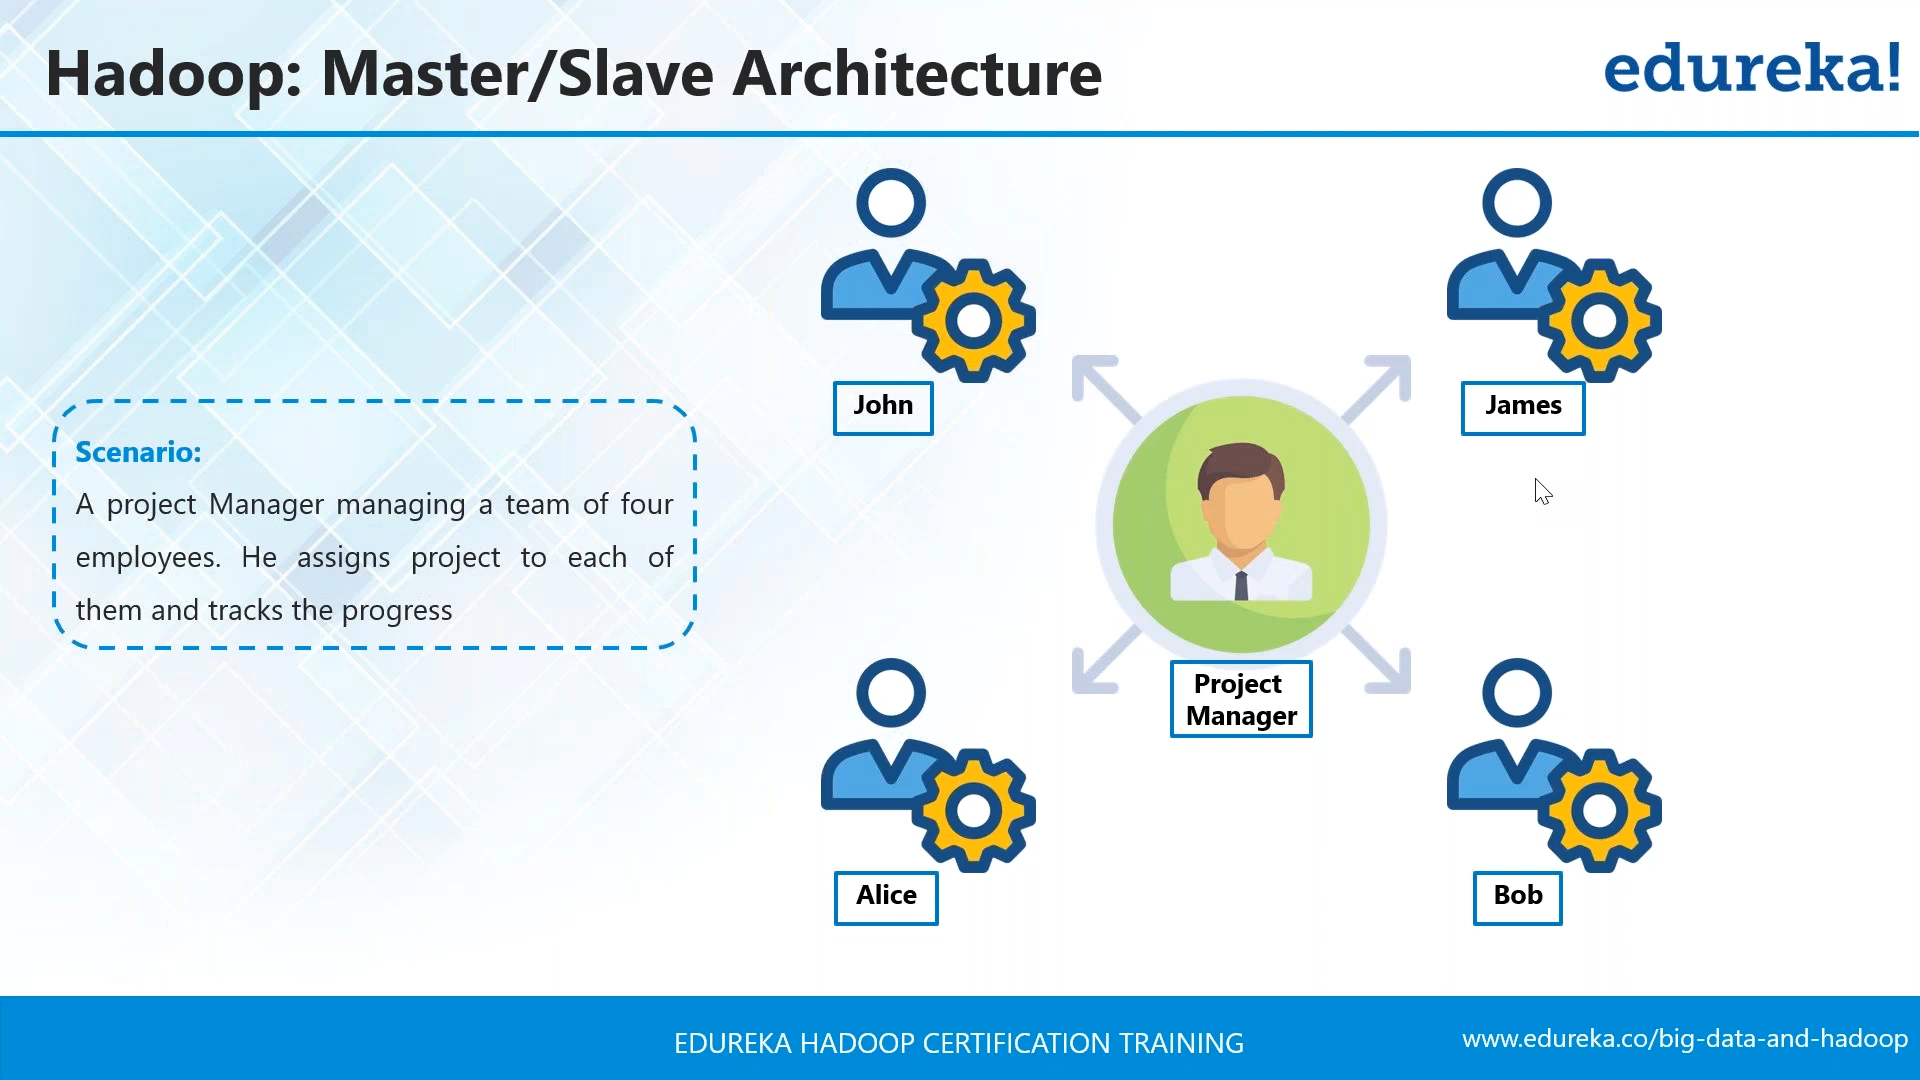 Hadoop: Master/Slave Architecture
edureka!
John
James
Scenario:
A project Manager managing a team of four
employees. He assigns project to each of
them and tracks the progress
Project
Manager
Alice
Bob
EDUREKA HADOOP CERTIFICATION TRAINING
www.edureka.co/big-data-and-hadoop